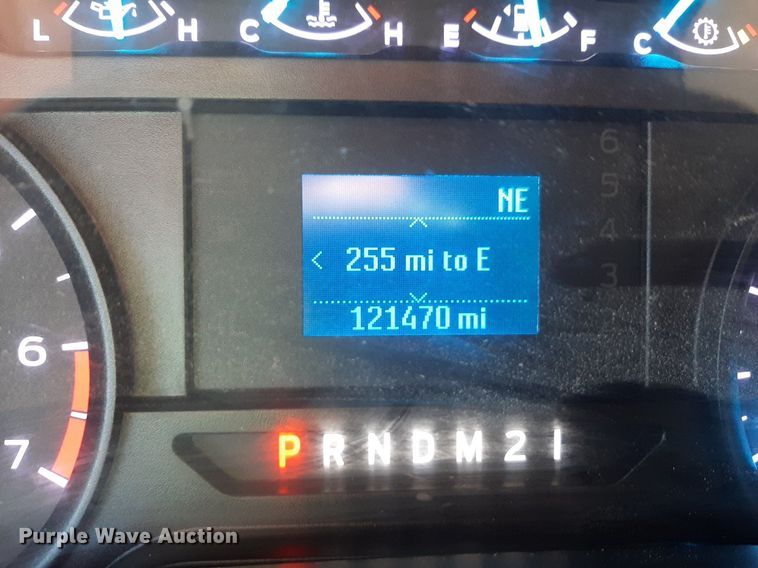 L H C H E F C
NE
6
5
4
3
< 255 mi to E
121470 mi
6
7
P R N D M 2 1
Purple Wave Auction